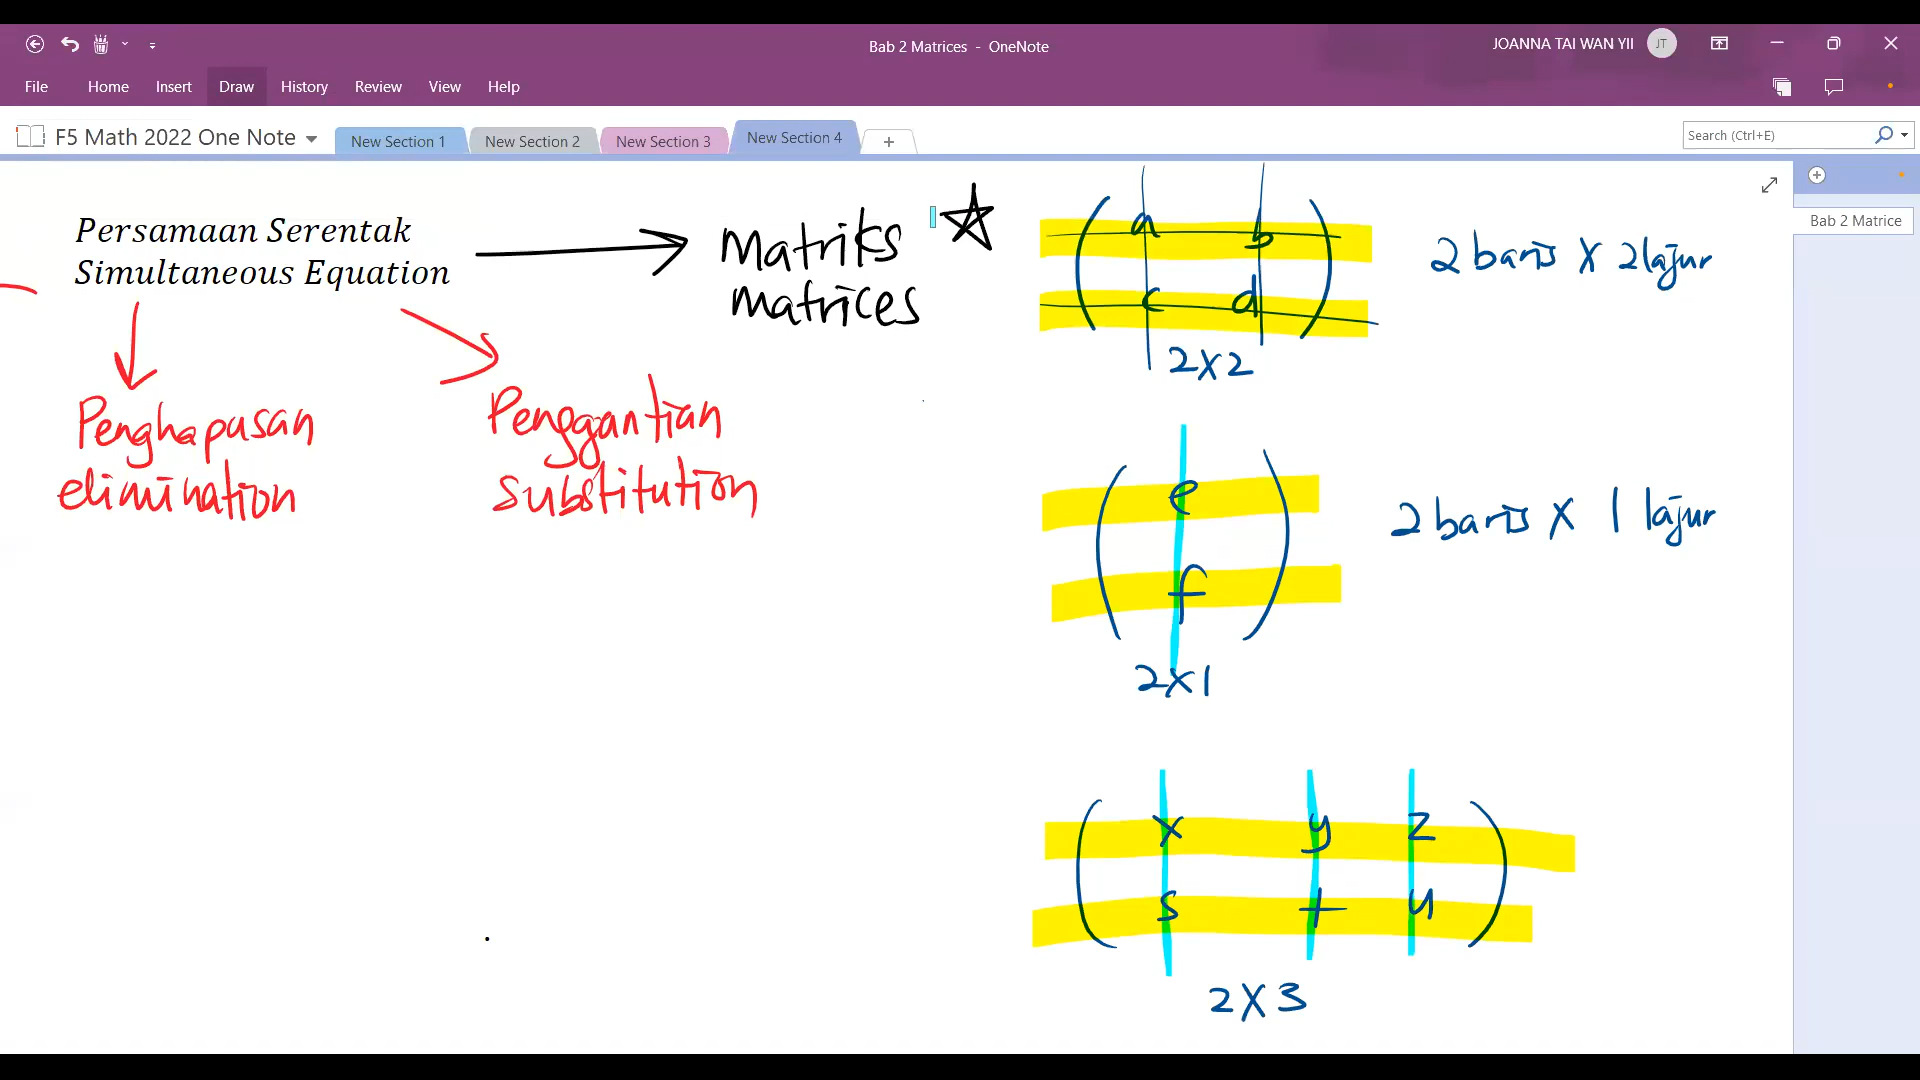 Bab 2 Matrices - OneNote
JOANNA TAI WAN YII
JT
File Home Insert Draw History Review View Help
F5 Math 2022 One Note
New Section 1
New Section 2
New Section 3
New Section 4
Search (Ctrl+E)
Bab 2 Matrice
Persamaan Serentak
Simultaneous Equation
Matriks
matrices
Penghapusan
elimination
Penggantian
substitution
a b
c d
2x2
2 baris x 2 lajur
e
f
2x1
2 baris x 1 lajur
x y z
s t u
2x3